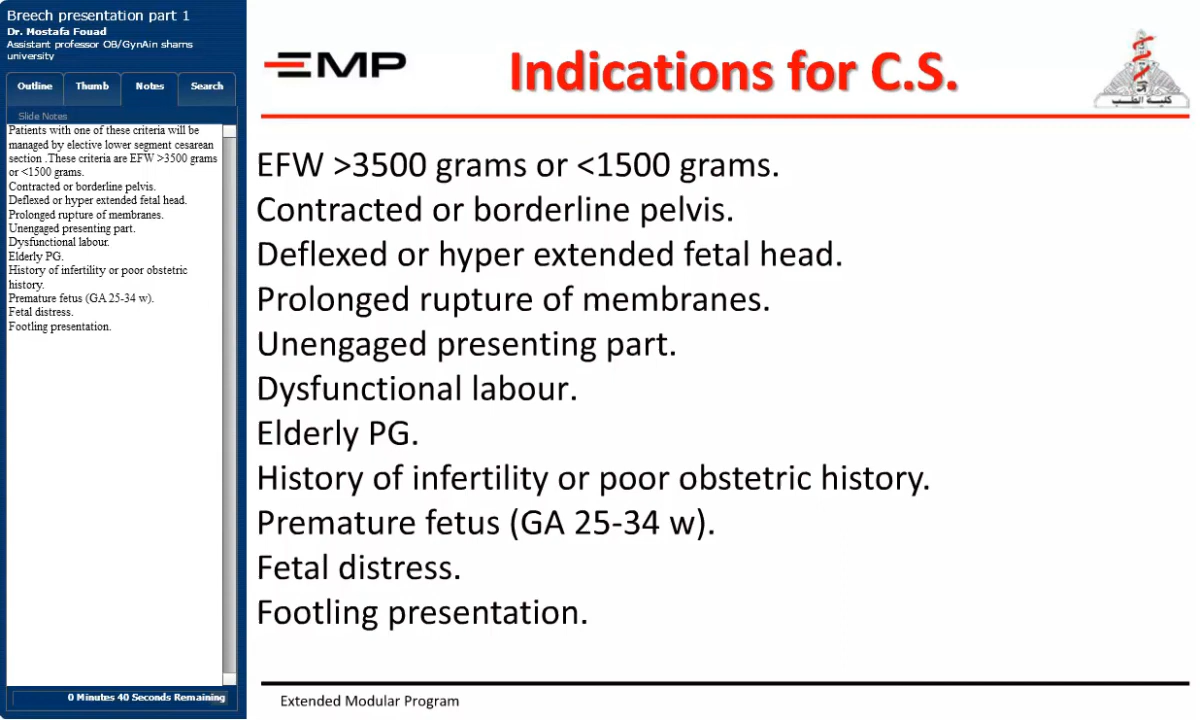 Breech presentation part 1
Dr. Mostafa Fouad
Assistant professor OB/GynAin shams
university
Outline
Thumb
Notes
Search
Slide Notes
Patients with one of these criteria will be
managed by elective lower segment cesarean
section .These criteria are EFW >3500 grams
or <1500 grams.
Contracted or borderline pelvis.
Deflexed or hyper extended fetal head.
Prolonged rupture of membranes.
Unengaged presenting part.
Dysfunctional labour.
Elderly PG.
History of infertility or poor obstetric
history.
Premature fetus (GA 25-34 w).
Fetal distress.
Footling presentation.
0 Minutes 40 Seconds Remaining
EMP
Indications for C.S.
كلية الطب
EFW >3500 grams or <1500 grams.
Contracted or borderline pelvis.
Deflexed or hyper extended fetal head.
Prolonged rupture of membranes.
Unengaged presenting part.
Dysfunctional labour.
Elderly PG.
History of infertility or poor obstetric history.
Premature fetus (GA 25-34 w).
Fetal distress.
Footling presentation.
Extended Modular Program